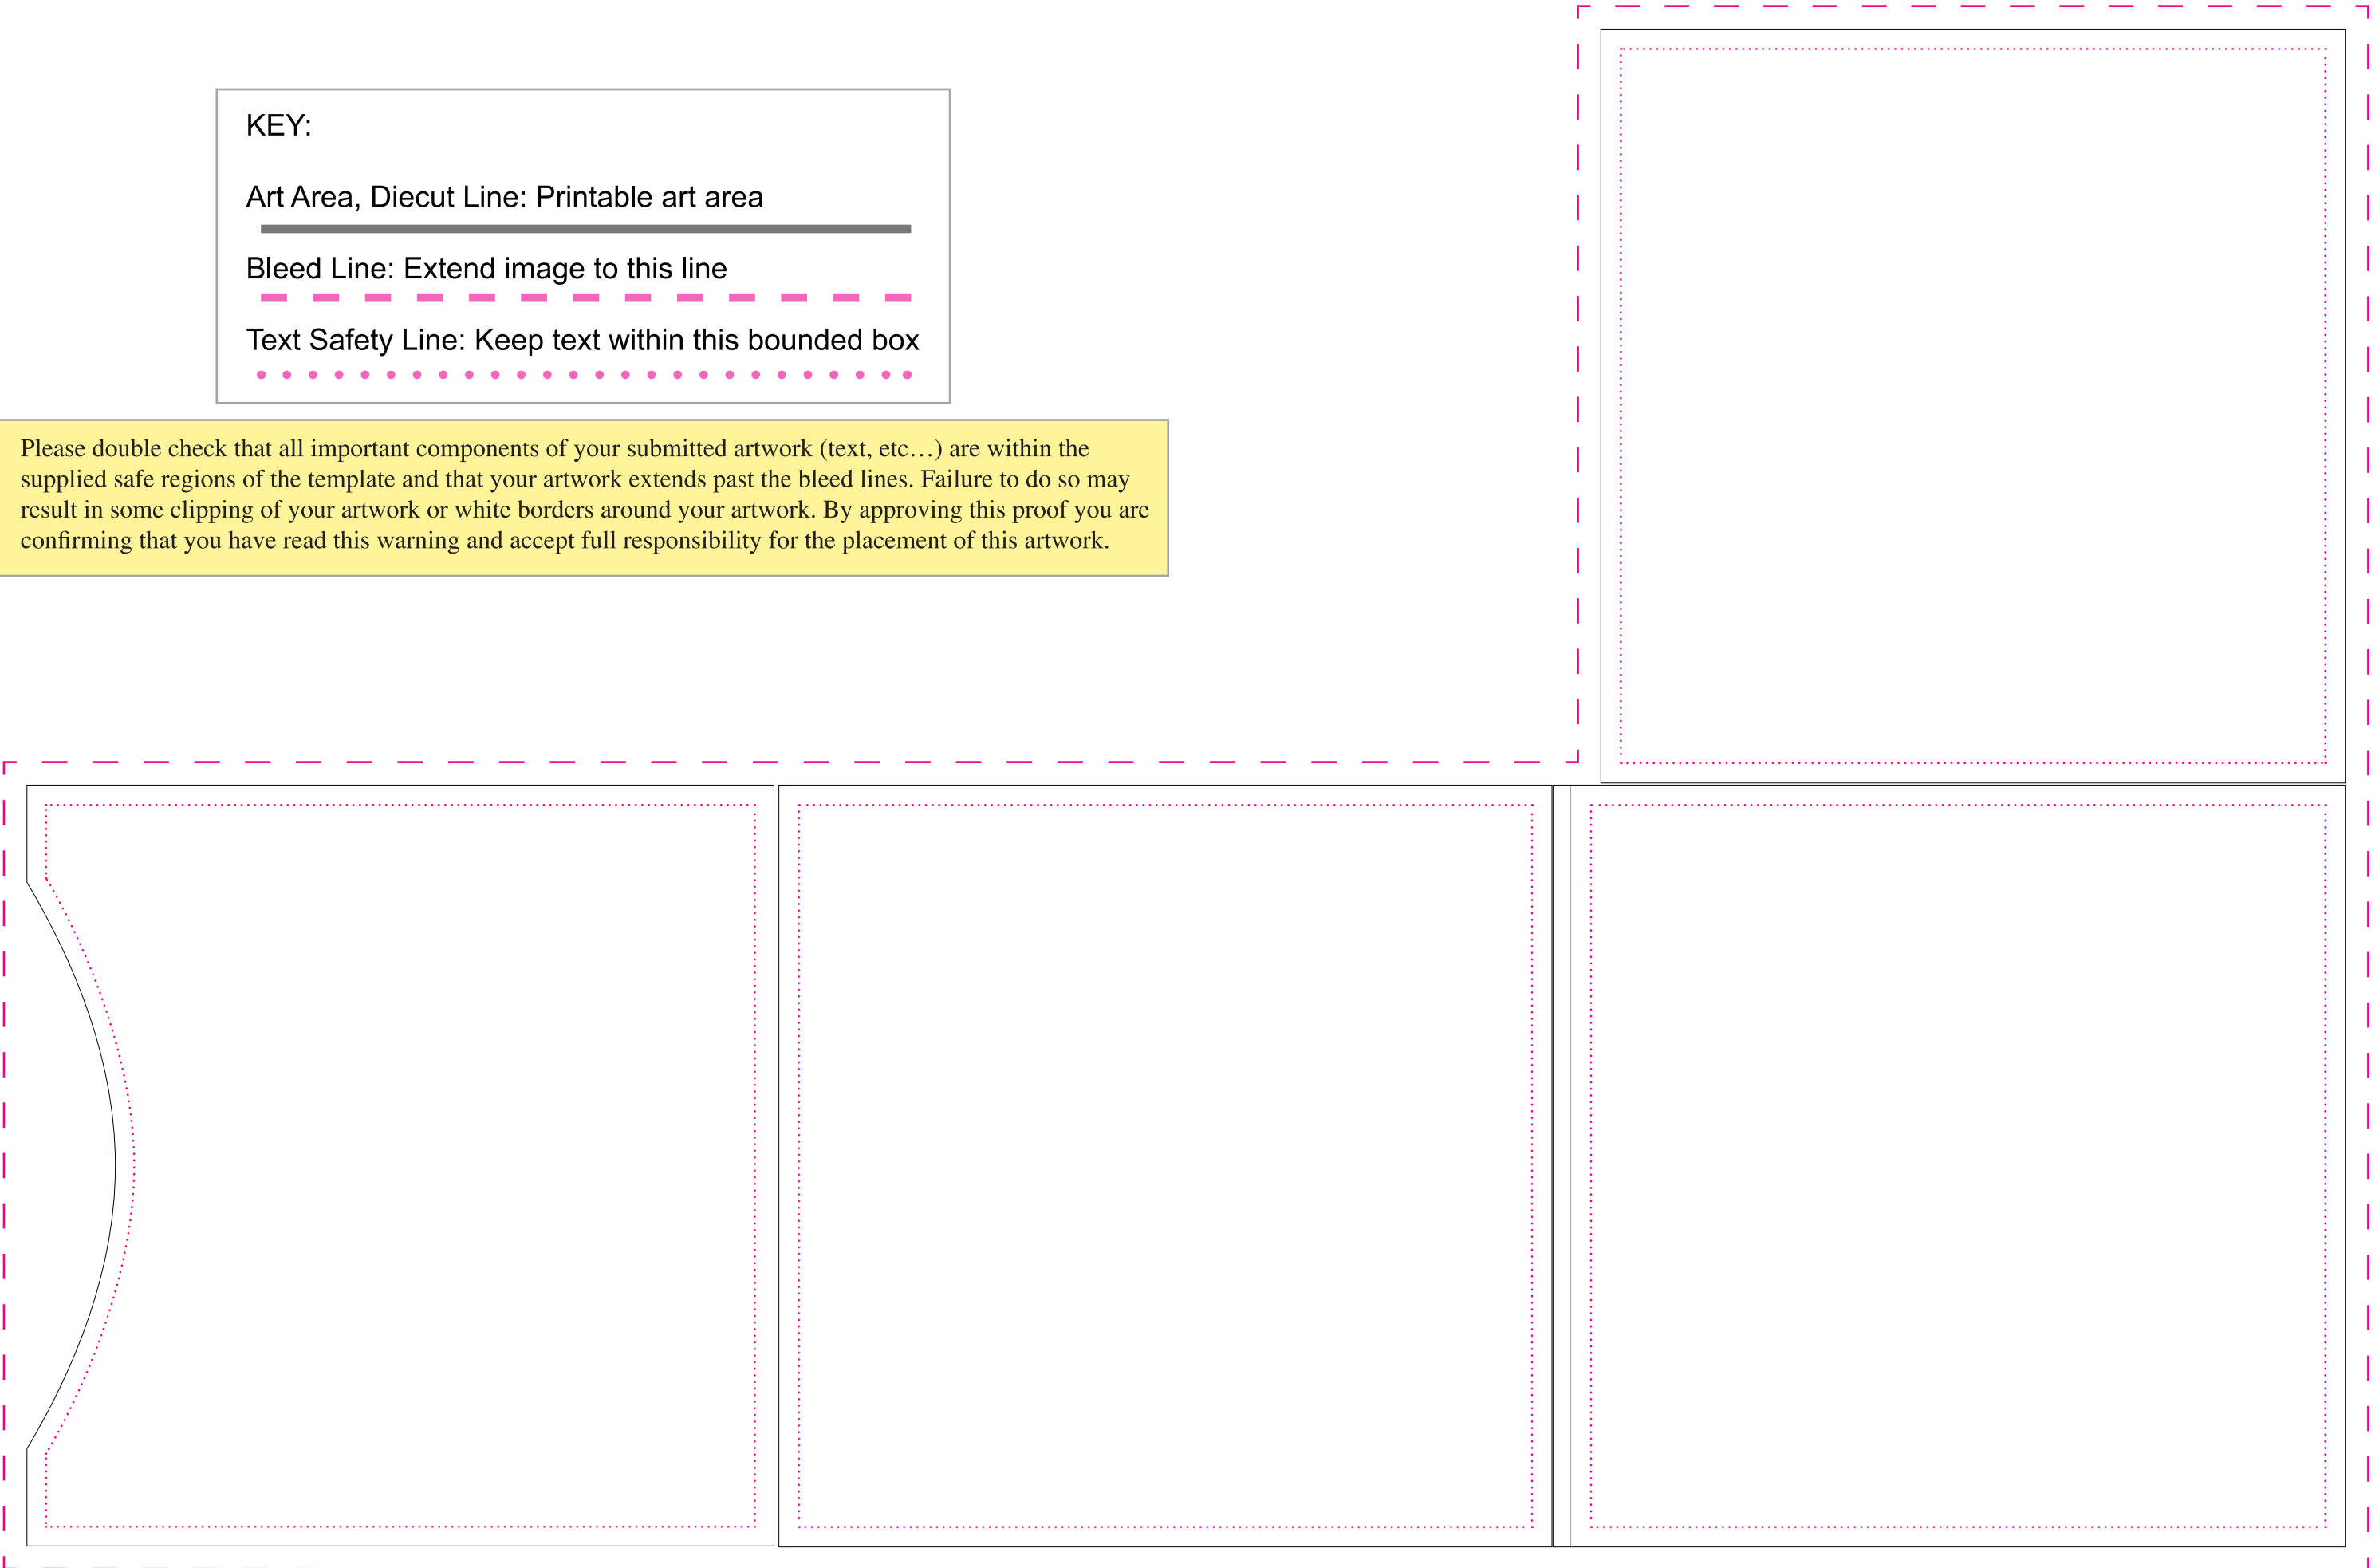 KEY:
Art Area, Diecut Line: Printable art area
Bleed Line: Extend image to this line
Text Safety Line: Keep text within this bounded box
Please double check that all important components of your submitted artwork (text, etc…) are within the
supplied safe regions of the template and that your artwork extends past the bleed lines. Failure to do so may
result in some clipping of your artwork or white borders around your artwork. By approving this proof you are
confirming that you have read this warning and accept full responsibility for the placement of this artwork.